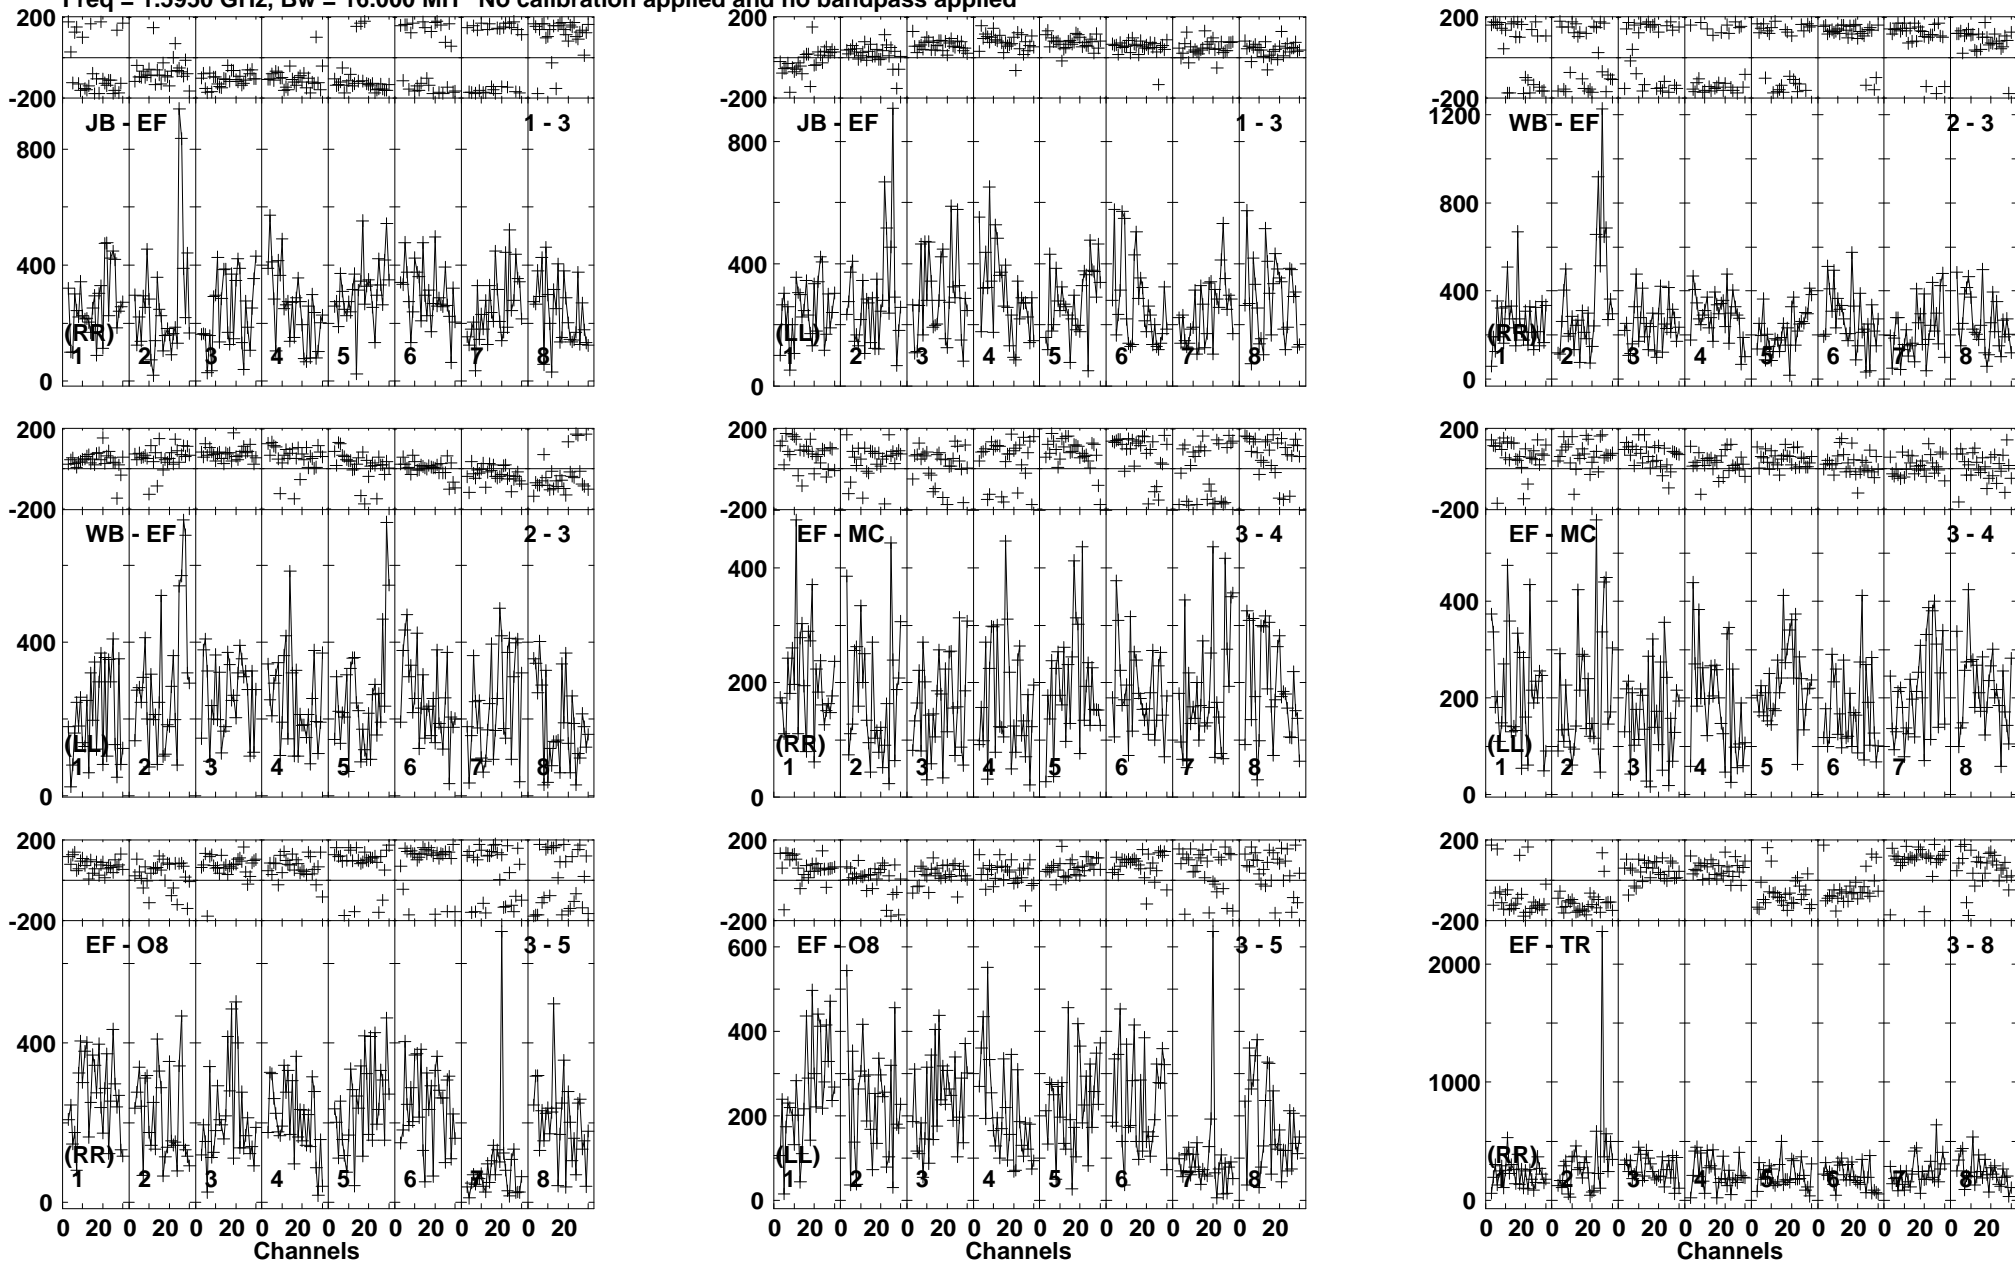 Freq = 1.5950 GHz, Bw = 16.000 MH No calibration applied and no bandpass applied
200 200 200
-200 -200 -200
JB - EF 1 - 3 JB - EF 1 - 3 WB - EF 2 - 3
1200
800 800 800
400 400 400
(RR) (LL) (RR)
1 2 3 4 5 6 7 8 1 2 3 4 5 6 7 8 1 2 3 4 5 6 7 8
0 0 0
200 200 200
-200 -200 -200
WB - EF 2 - 3 EF - MC 3 - 4 EF - MC 3 - 4
400 400 400
200 200
(LL) (RR) (LL)
1 2 3 4 5 6 7 8 1 2 3 4 5 6 7 8 1 2 3 4 5 6 7 8
0 0 0
200 200 200
-200 -200 -200
EF - O8 3 - 5 EF - O8 3 - 5 EF - TR 3 - 8
600 2000
400 400 1000
200
(RR) (LL) (RR)
1 2 3 4 5 6 7 8 1 2 3 4 5 6 7 8 1 2 3 4 5 6 7 8
0 0 0
0 20 0 20 0 20 0 20 0 20 0 20 0 20 0 20 0 20 0 20 0 20 0 20 0 20 0 20 0 20 0 20 0 20 0 20 0 20 0 20 0 20 0 20 0 20 0 20
Channels Channels Channels